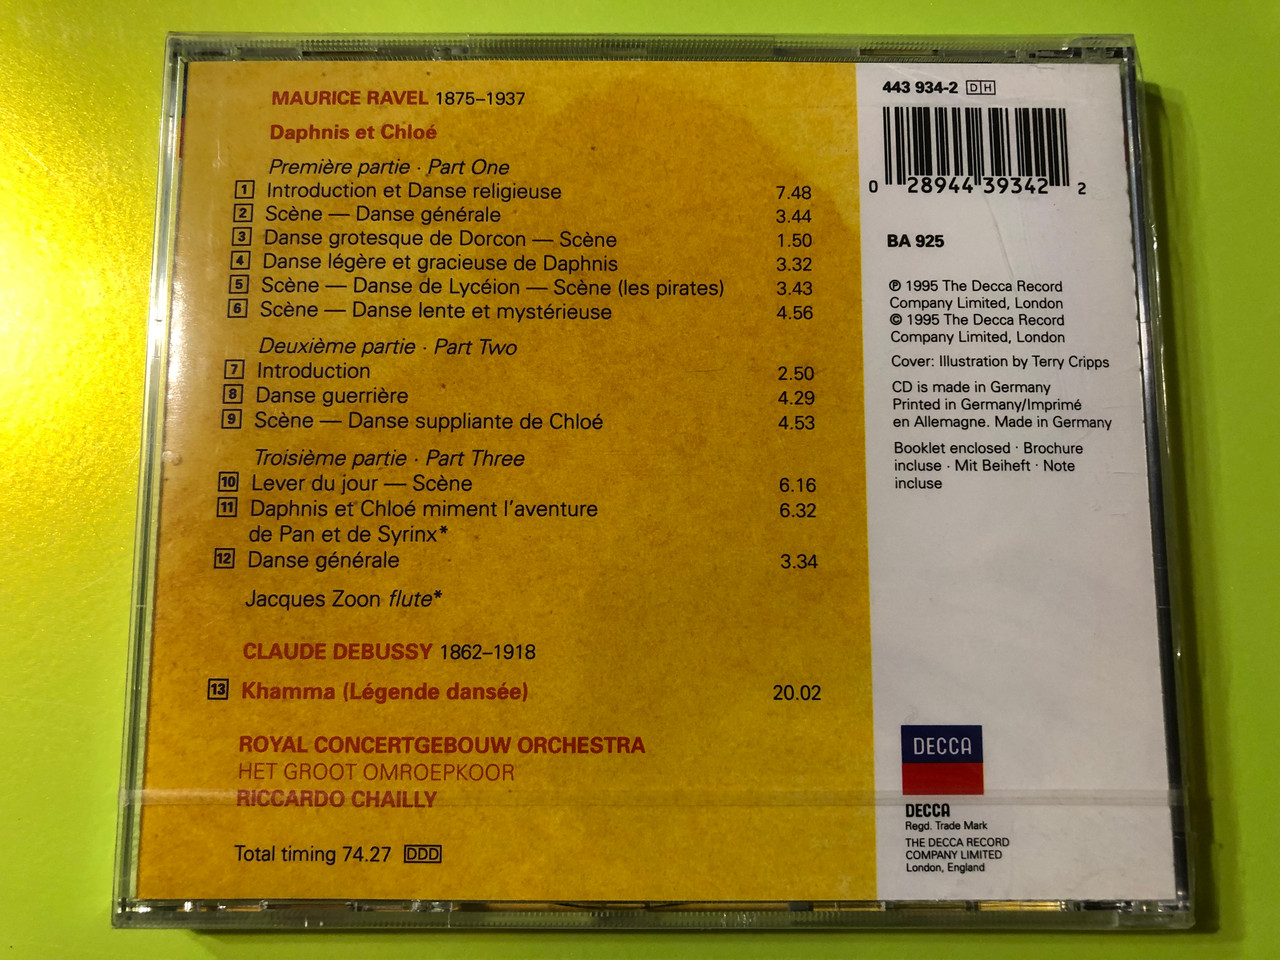 MAURICE RAVEL 1875–1937
Daphnis et Chloé
Première partie · Part One
1 Introduction et Danse religieuse 7.48
2 Scène — Danse générale 3.44
3 Danse grotesque de Dorcon — Scène 1.50
4 Danse légère et gracieuse de Daphnis 3.32
5 Scène — Danse de Lycéion — Scène (les pirates) 3.43
6 Scène — Danse lente et mystérieuse 4.56
Deuxième partie · Part Two
7 Introduction 2.50
8 Danse guerrière 4.29
9 Scène — Danse suppliante de Chloé 4.53
Troisième partie · Part Three
10 Lever du jour — Scène 6.16
11 Daphnis et Chloé miment l'aventure 6.32
de Pan et de Syrinx*
12 Danse générale 3.34
Jacques Zoon flute*
CLAUDE DEBUSSY 1862–1918
13 Khamma (Légende dansée) 20.02
ROYAL CONCERTGEBOUW ORCHESTRA
HET GROOT OMROEPKOOR
RICCARDO CHAILLY
Total timing 74.27 DDD
443 934-2 DH
0 28944 39342 2
BA 925
℗ 1995 The Decca Record
Company Limited, London
© 1995 The Decca Record
Company Limited, London
Cover: Illustration by Terry Cripps
CD is made in Germany
Printed in Germany/Imprimé
en Allemagne. Made in Germany
Booklet enclosed · Brochure
incluse · Mit Beiheft · Note
incluse
DECCA
DECCA
Regd. Trade Mark
THE DECCA RECORD
COMPANY LIMITED
London, England